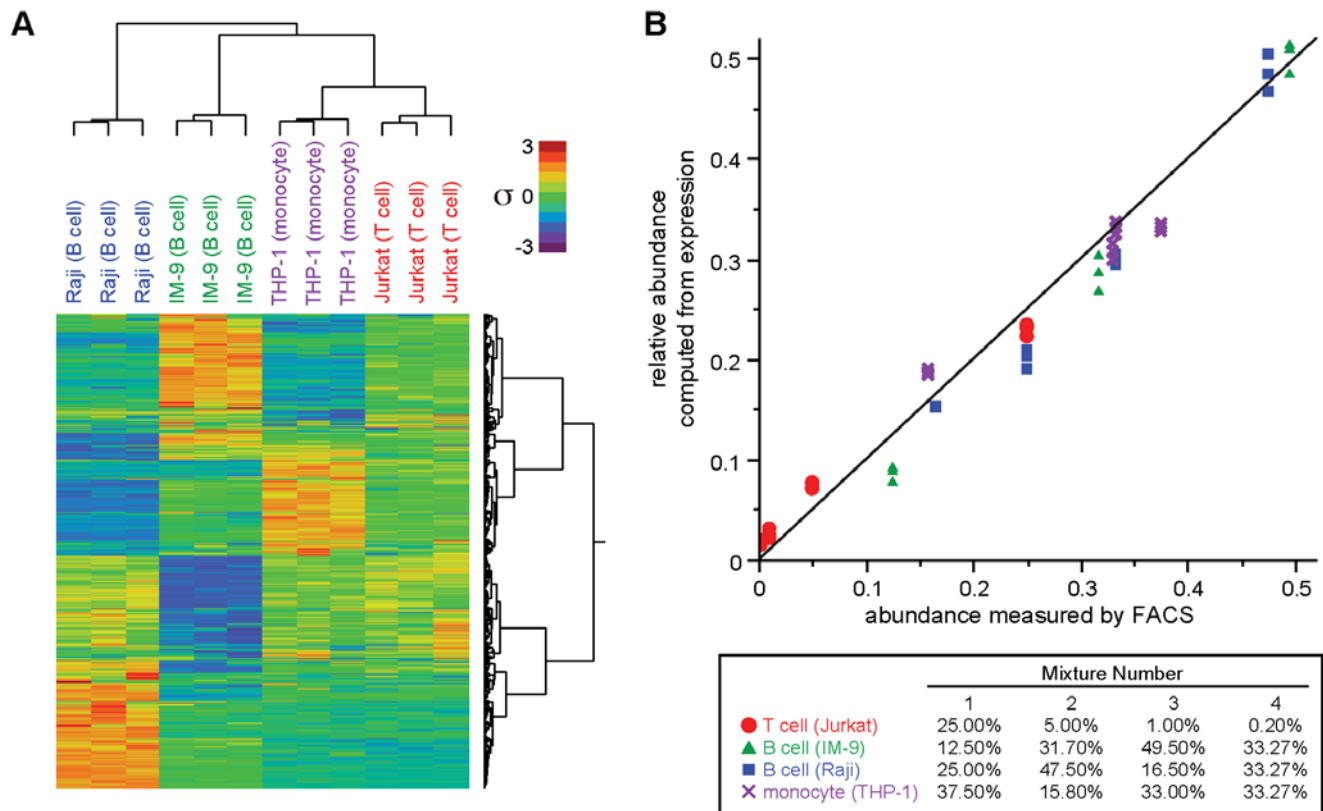 A
Raji (B cell)
Raji (B cell)
Raji (B cell)
IM-9 (B cell)
IM-9 (B cell)
IM-9 (B cell)
THP-1 (monocyte)
THP-1 (monocyte)
THP-1 (monocyte)
Jurkat (T cell)
Jurkat (T cell)
Jurkat (T cell)
3
σ 0
-3
B
relative abundance
computed from expression
0.5
0.4
0.3
0.2
0.1
0
0 0.1 0.2 0.3 0.4 0.5
abundance measured by FACS
Mixture Number
1 2 3 4
T cell (Jurkat) 25.00% 5.00% 1.00% 0.20%
B cell (IM-9) 12.50% 31.70% 49.50% 33.27%
B cell (Raji) 25.00% 47.50% 16.50% 33.27%
monocyte (THP-1) 37.50% 15.80% 33.00% 33.27%